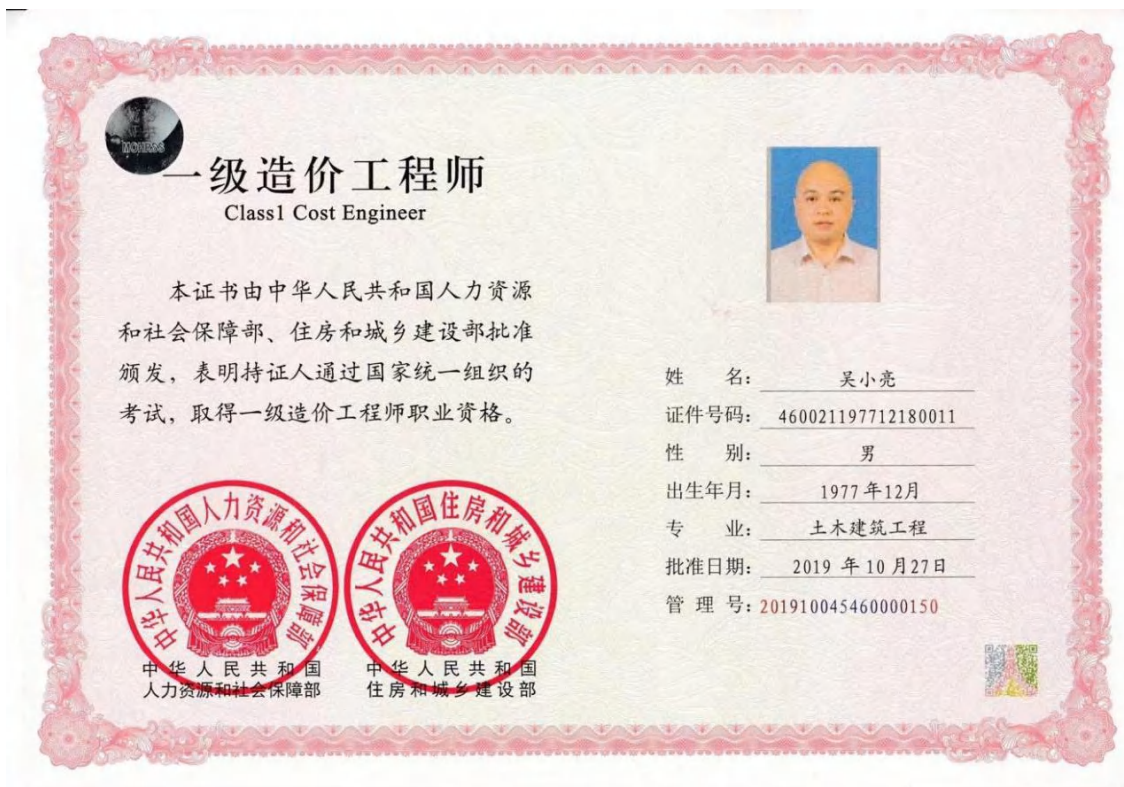 MOHRSS
一级造价工程师
Class1 Cost Engineer
本证书由中华人民共和国人力资源
和社会保障部、住房和城乡建设部批准
颁发，表明持证人通过国家统一组织的
考试，取得一级造价工程师职业资格。
中华人民共和国人力资源和社会保障部
中华人民共和国住房和城乡建设部
中华人民共和国
人力资源和社会保障部
中华人民共和国
住房和城乡建设部
姓名：吴小亮
证件号码：460021197712180011
性别：男
出生年月：1977年12月
专业：土木建筑工程
批准日期：2019年10月27日
管理号：201910045460000150